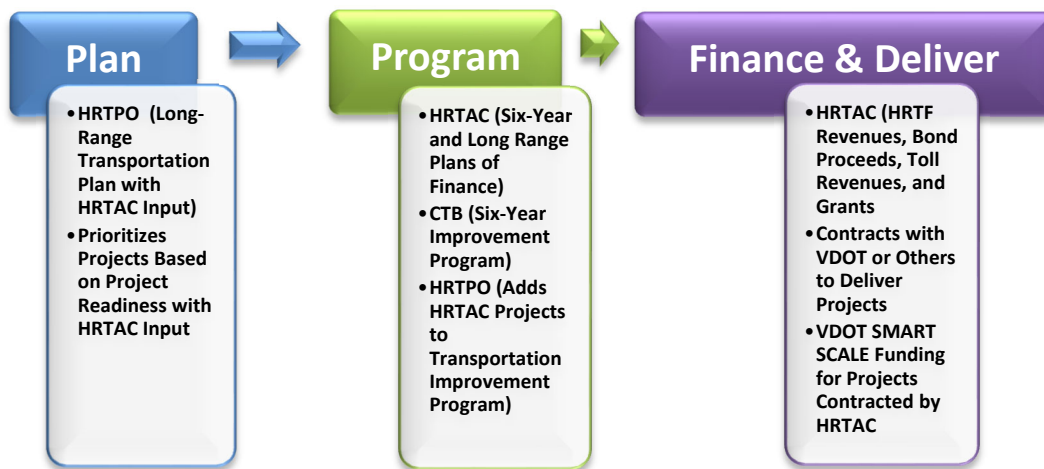 Plan
•HRTPO (Long-
Range
Transportation
Plan with
HRTAC Input)
•Prioritizes
Projects Based
on Project
Readiness with
HRTAC Input
Program
•HRTAC (Six-Year
and Long Range
Plans of
Finance)
•CTB (Six-Year
Improvement
Program)
•HRTPO (Adds
HRTAC Projects
to
Transportation
Improvement
Program)
Finance & Deliver
•HRTAC (HRTF
Revenues, Bond
Proceeds, Toll
Revenues, and
Grants
•Contracts with
VDOT or Others
to Deliver
Projects
•VDOT SMART
SCALE Funding
for Projects
Contracted by
HRTAC